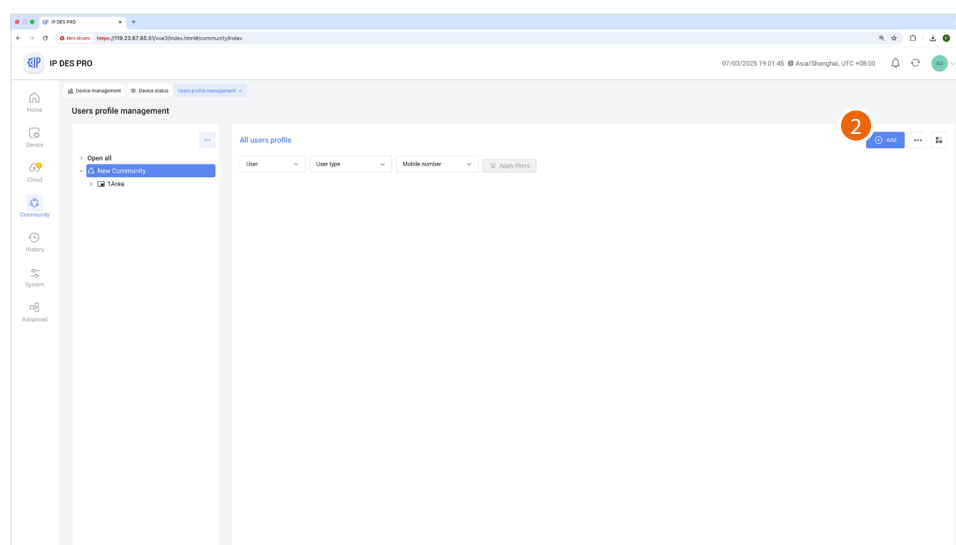 IP DES PRO
Non sicuro https://119.23.67.85:81/vue3/index.html#/community/index
IP IP DES PRO
07/03/2025 19:01:45 @ Asia/Shanghai, UTC +08:00
AD
Device management Device status Users profile management
Home
Users profile management
Device
Cloud
Community
History
System
Advanced
Open all
New Community
1Area
All users profile
2
Add
User User type Mobile number Apply filters